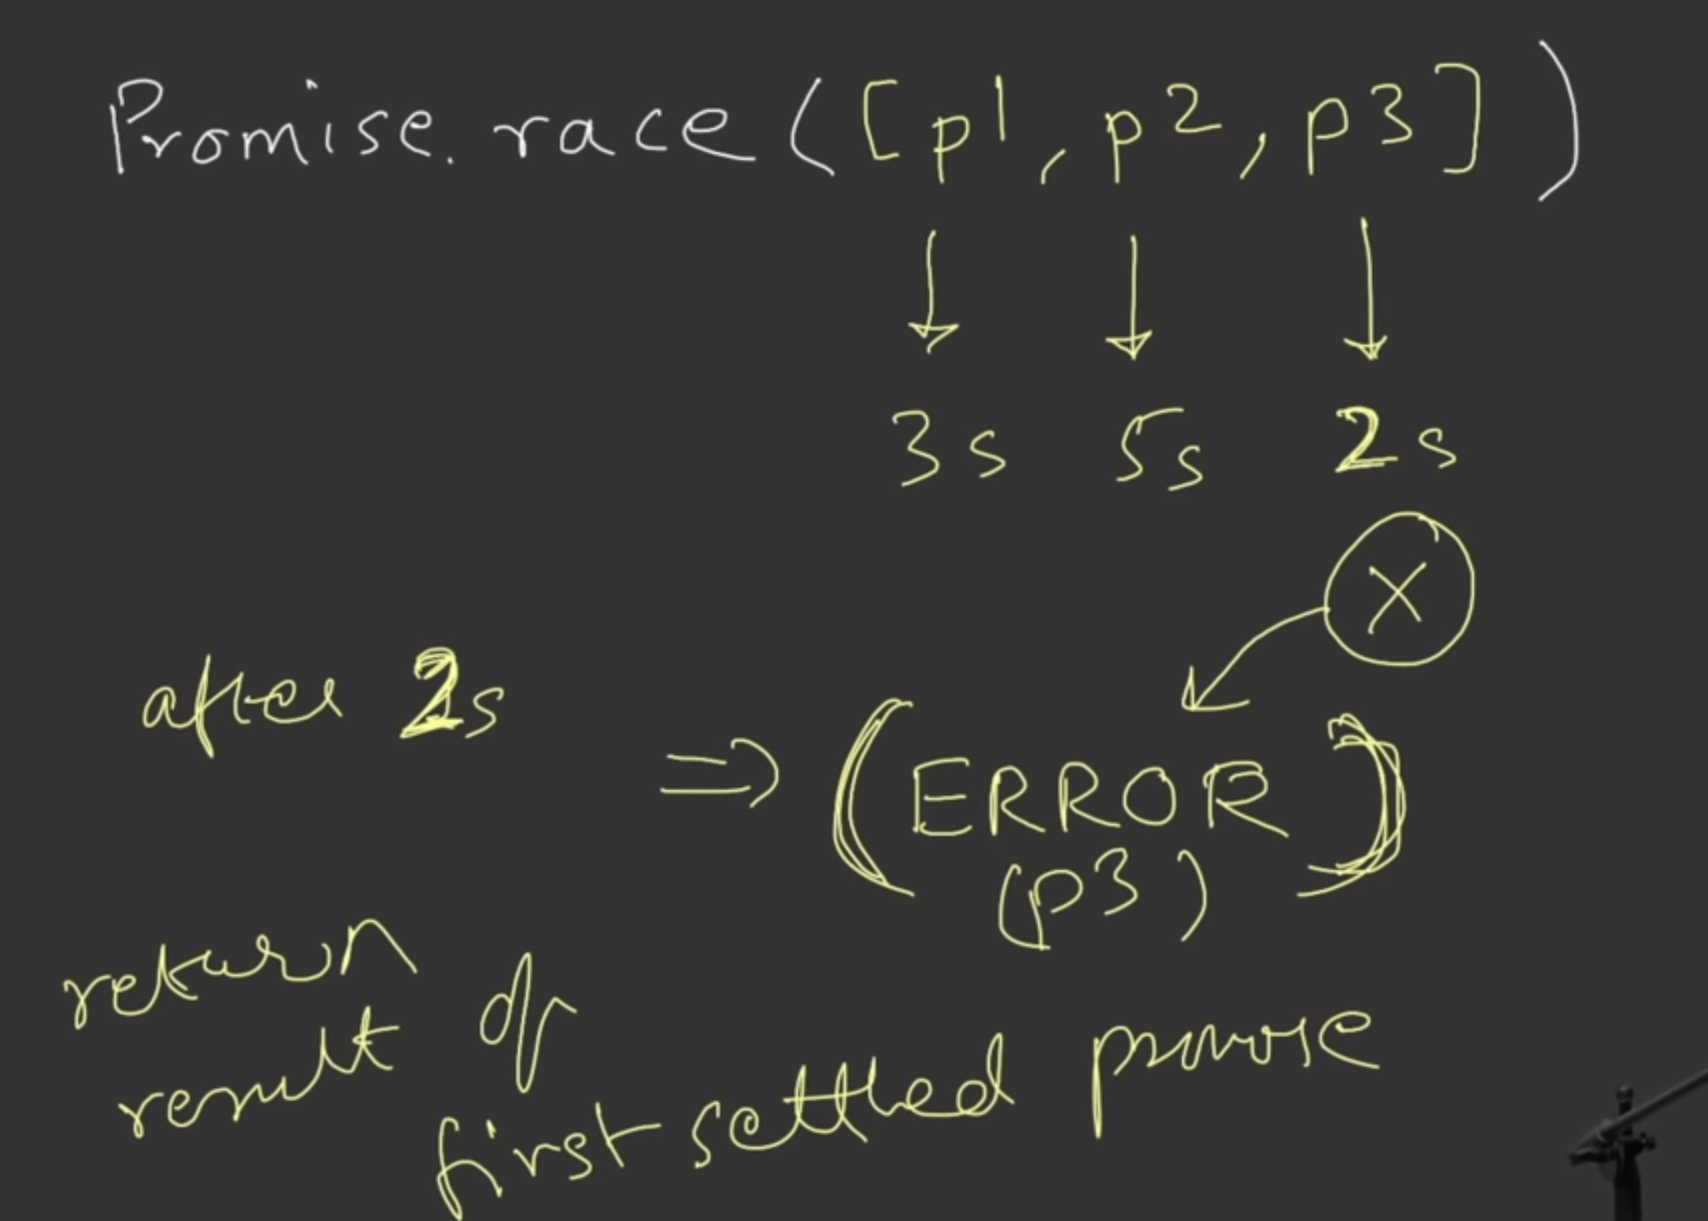 Promise.race([p1, p2, p3])
3s 5s 2s
X
after 2s
=> (ERROR)
(p3)
return
result of
first settled promise